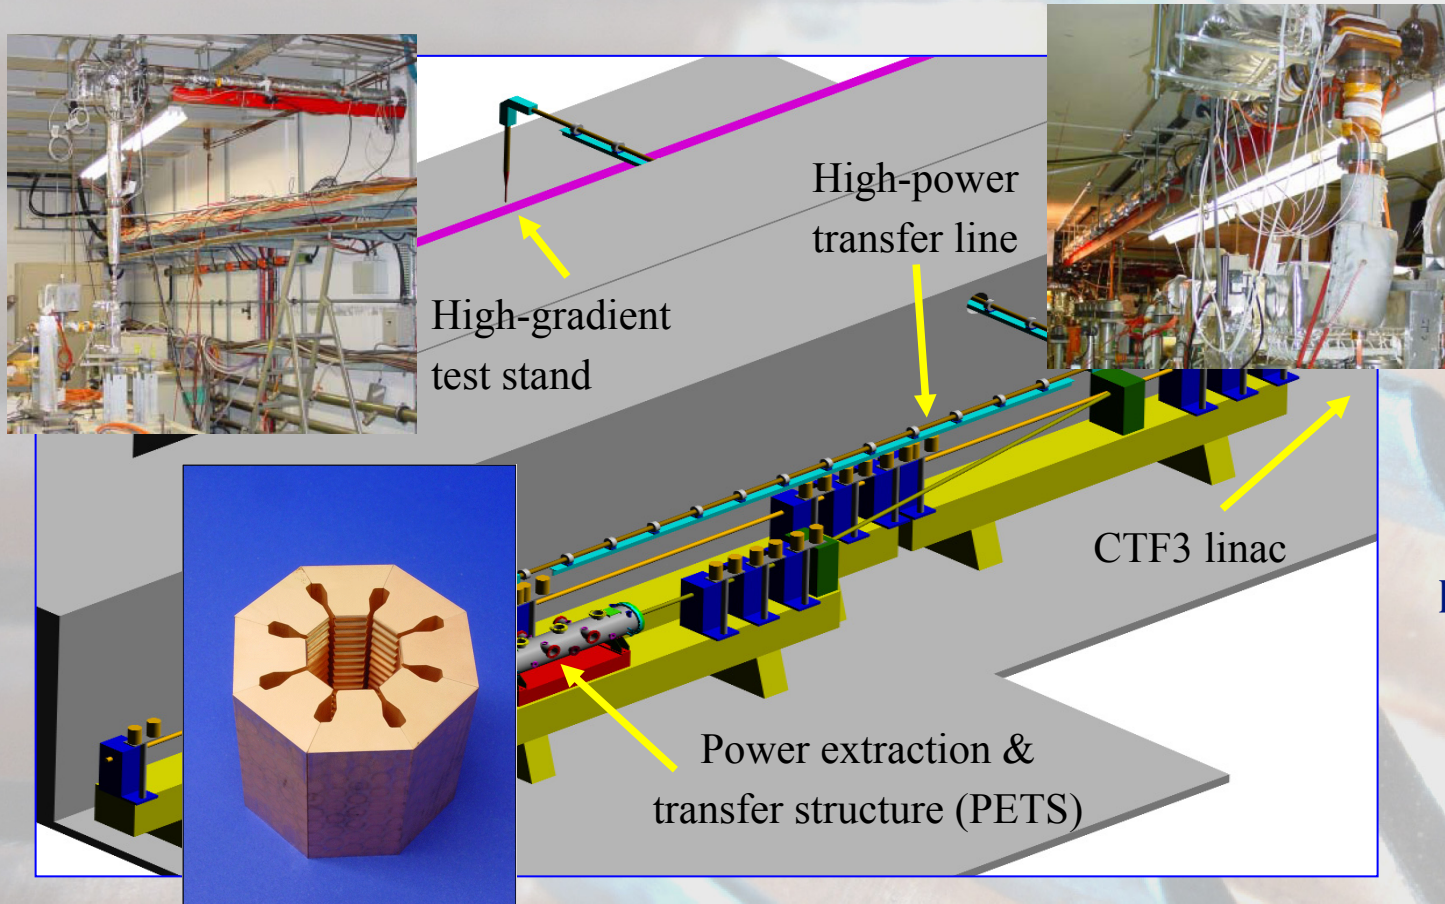 High-power
transfer line
High-gradient
test stand
CTF3 linac
Power extraction &
transfer structure (PETS)